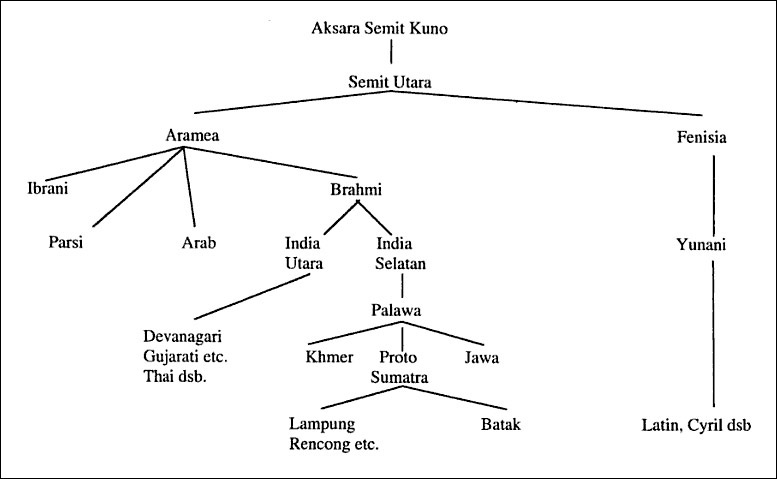 Aksara Semit Kuno
Semit Utara
Aramea
Fenisia
Ibrani
Brahmi
Parsi
Arab
India
Utara
India
Selatan
Yunani
Palawa
Devanagari
Gujarati etc.
Thai dsb.
Khmer
Proto
Sumatra
Jawa
Lampung
Rencong etc.
Batak
Latin, Cyril dsb